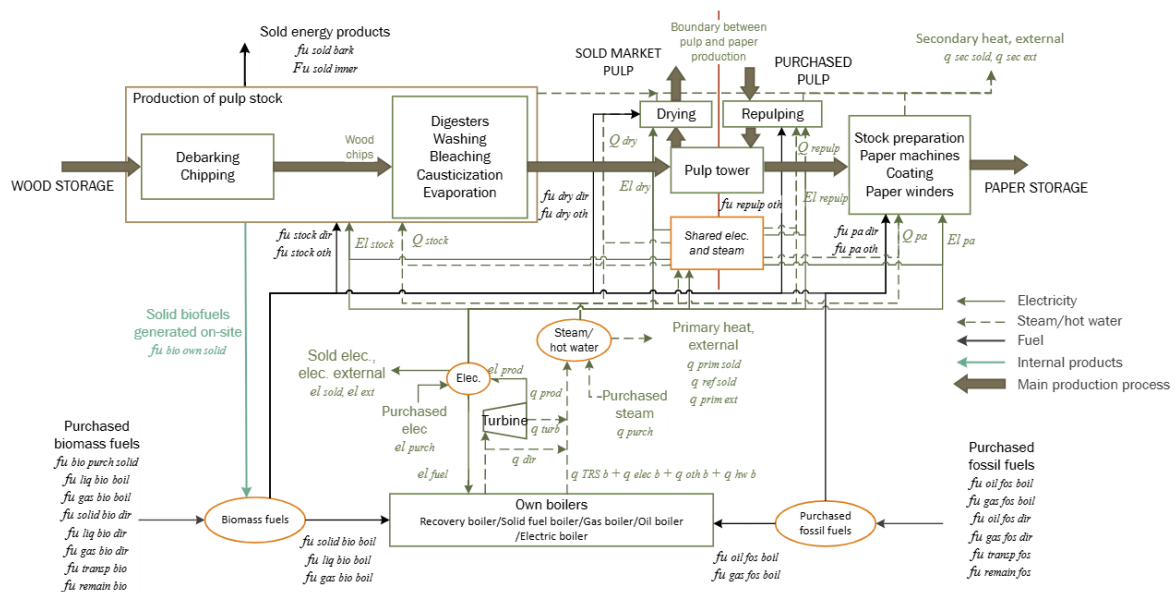 Sold energy products
fu sold bark
Fu sold inner
Boundary between
pulp and paper
production
SOLD MARKET
PULP
PURCHASED
PULP
Secondary heat, external
q sec sold, q sec ext
Production of pulp stock
Debarking
Chipping
Wood
chips
Digesters
Washing
Bleaching
Causticization
Evaporation
Drying
Repulping
Q dry
Q repulp
Stock preparation
Paper machines
Coating
Paper winders
Pulp tower
WOOD STORAGE
PAPER STORAGE
El dry
El repulp
fu dry dir
fu dry oth
fu repulp oth
fu stock dir
fu stock oth
El stock
Q stock
Shared elec.
and steam
fu pa dir
fu pa oth
Q pa
El pa
Solid biofuels
generated on-site
fu bio own solid
Electricity
Steam/hot water
Fuel
Internal products
Main production process
Steam/
hot water
Primary heat,
external
q prim sold
q ref sold
q prim ext
Sold elec.,
elec. external
el sold, el ext
Elec.
el prod
q prod
Purchased
elec
el purch
Turbine
q turb
q dir
Purchased
steam
q purch
el fuel
q TRS b + q elec b + q oth b + q hw b
Purchased
biomass fuels
fu bio purch solid
fu liq bio boil
fu gas bio boil
fu solid bio dir
fu liq bio dir
fu gas bio dir
fu transp bio
fu remain bio
Biomass fuels
fu solid bio boil
fu liq bio boil
fu gas bio boil
Own boilers
Recovery boiler/Solid fuel boiler/Gas boiler/Oil boiler
/Electric boiler
Purchased
fossil fuels
fu oil fos boil
fu gas fos boil
Purchased
fossil fuels
fu oil fos boil
fu gas fos boil
fu oil fos dir
fu gas fos dir
fu transp fos
fu remain fos